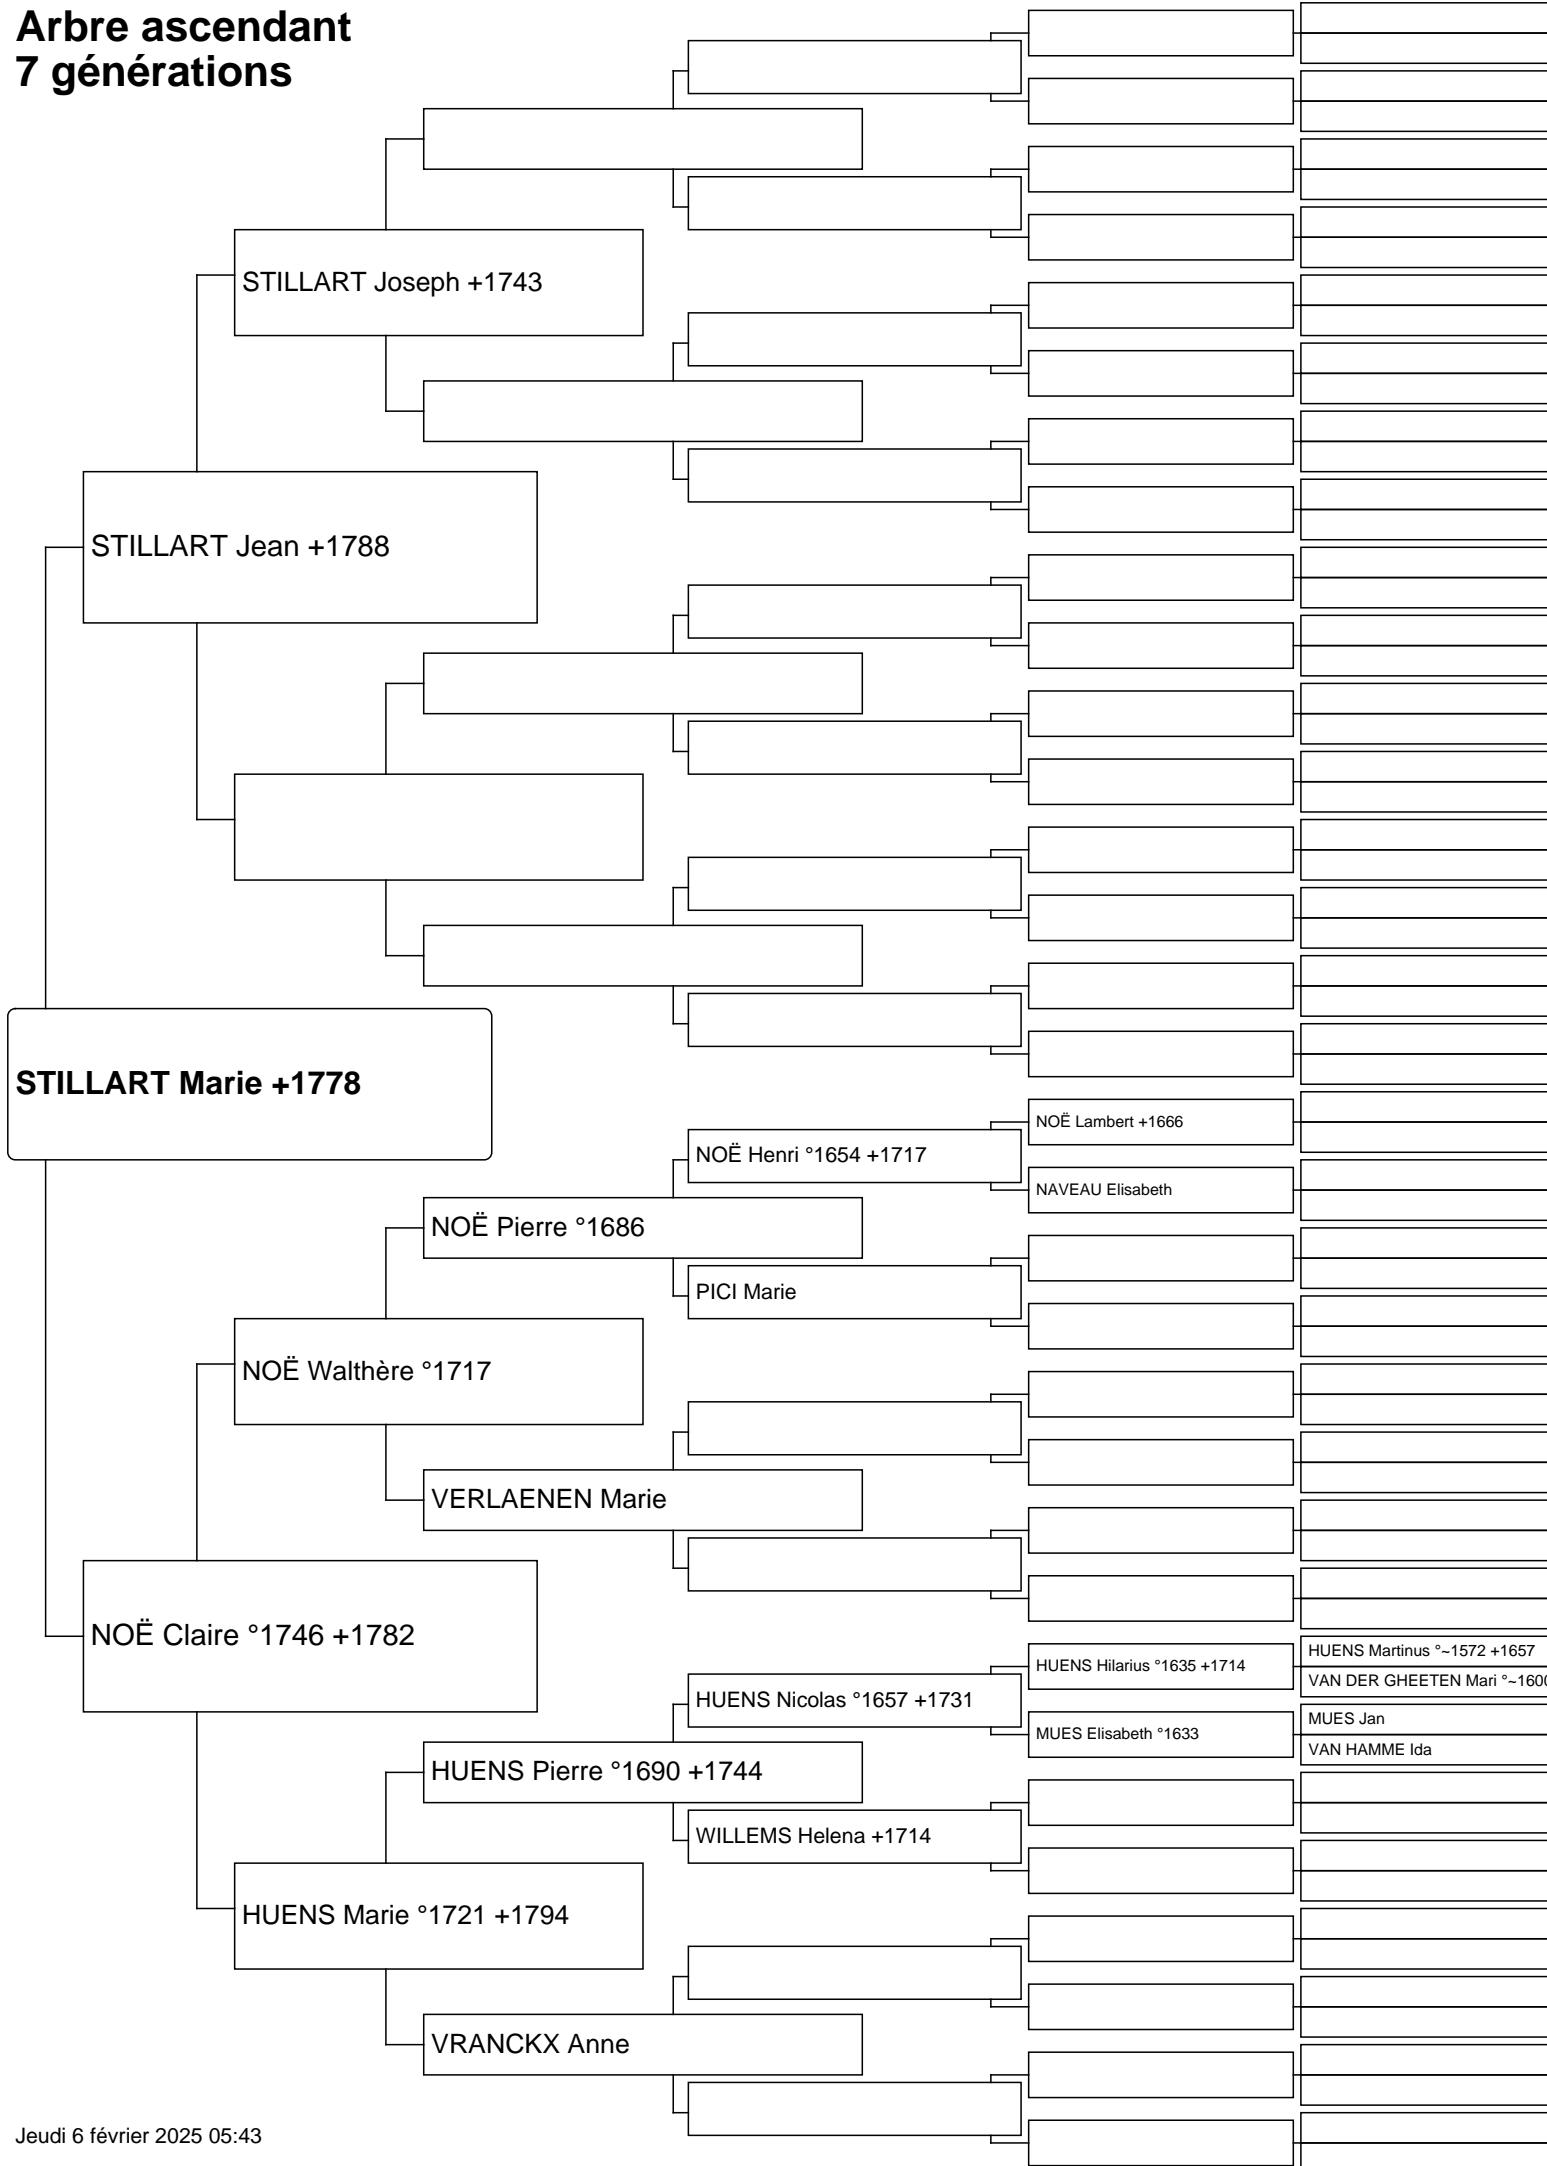 Arbre ascendant
7 générations
STILLART Joseph +1743
STILLART Jean +1788
STILLART Marie +1778
NOË Lambert +1666
NOË Henri °1654 +1717
NAVEAU Elisabeth
NOË Pierre °1686
PICI Marie
NOË Walthère °1717
VERLAENEN Marie
NOË Claire °1746 +1782
HUENS Martinus °~1572 +1657
HUENS Hilarius °1635 +1714
VAN DER GHEETEN Mari °~1600
HUENS Nicolas °1657 +1731
MUES Jan
MUES Elisabeth °1633
VAN HAMME Ida
HUENS Pierre °1690 +1744
WILLEMS Helena +1714
HUENS Marie °1721 +1794
VRANCKX Anne
Jeudi 6 février 2025 05:43